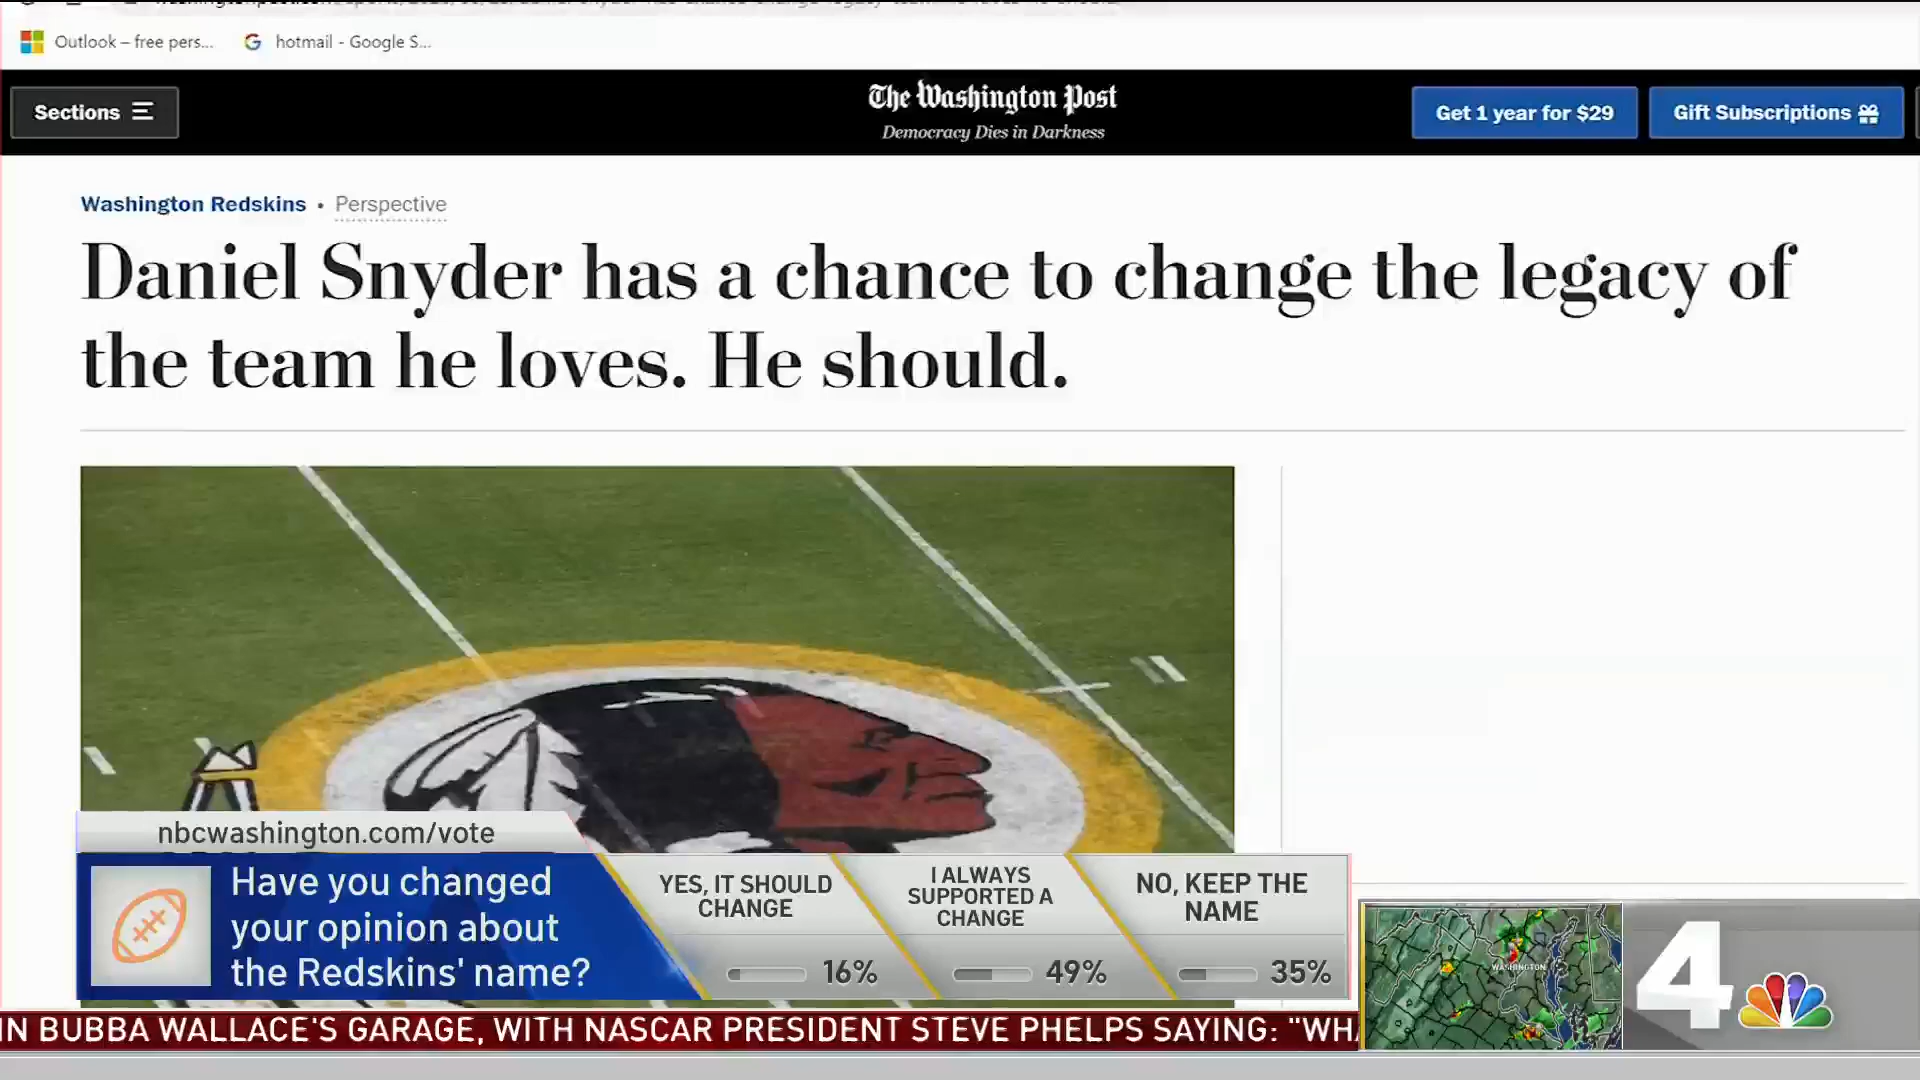 Outlook – free pers...
hotmail - Google S...
Sections
The Washington Post
Democracy Dies in Darkness
Get 1 year for $29
Gift Subscriptions
Washington Redskins • Perspective
Daniel Snyder has a chance to change the legacy of
the team he loves. He should.
nbcwashington.com/vote
Have you changed
your opinion about
the Redskins' name?
YES, IT SHOULD
CHANGE
16%
I ALWAYS
SUPPORTED A
CHANGE
49%
NO, KEEP THE
NAME
35%
WASHINGTON
4
IN BUBBA WALLACE'S GARAGE, WITH NASCAR PRESIDENT STEVE PHELPS SAYING: "WHA